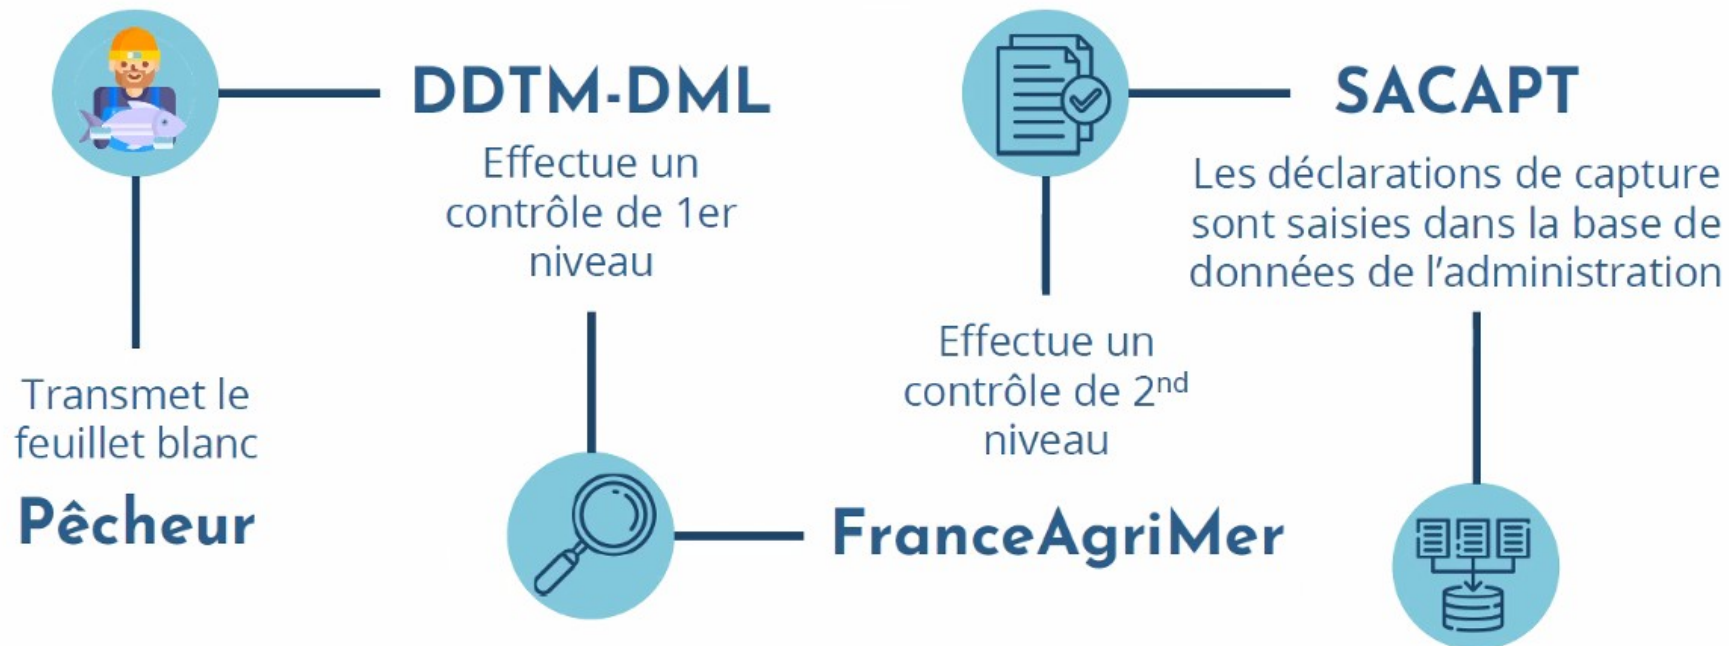 Transmet le
feuillet blanc
Pêcheur
DDTM-DML
Effectue un
contrôle de 1er
niveau
FranceAgriMer
Effectue un
contrôle de 2nd
niveau
SACAPT
Les déclarations de capture
sont saisies dans la base de
données de l’administration